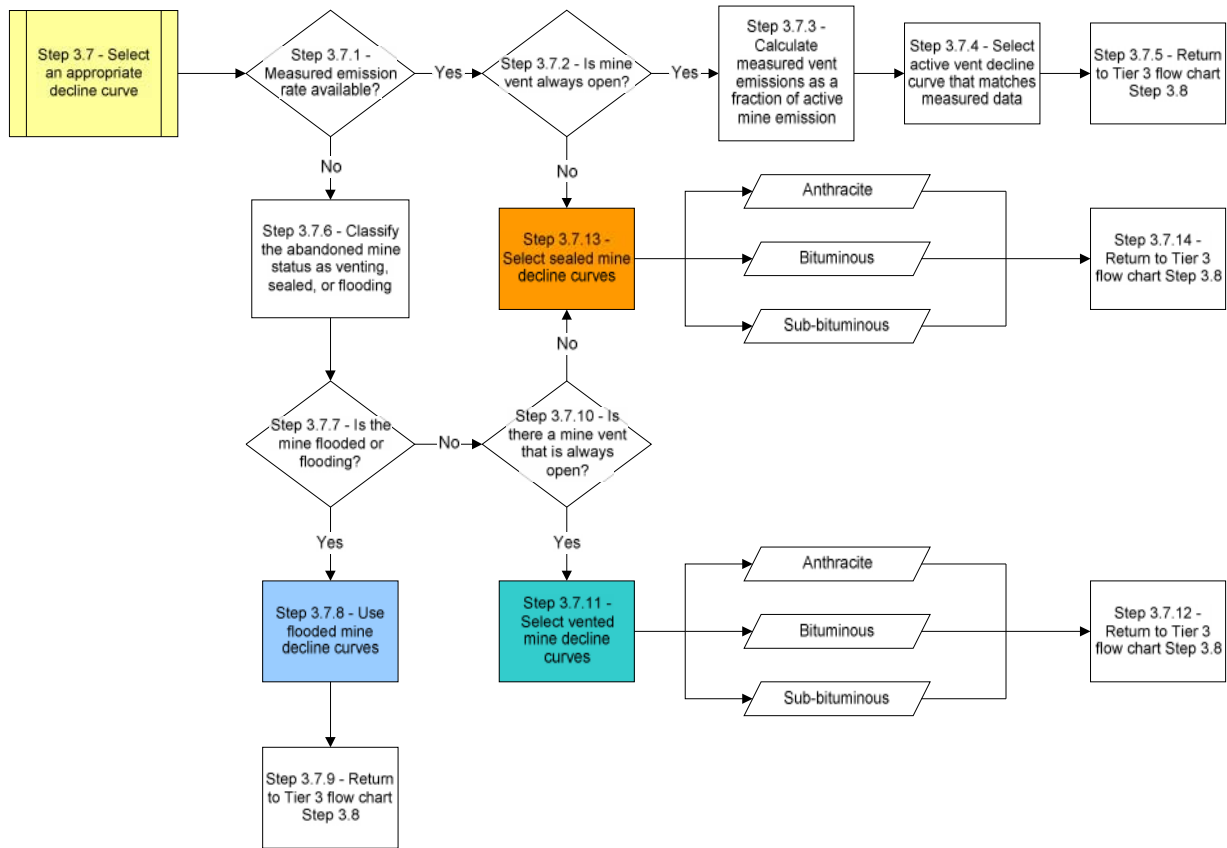 Step 3.7 - Select
an appropriate
decline curve
Step 3.7.1 -
Measured emission
rate available?
Yes
Step 3.7.2 - Is mine
vent always open?
Yes
Step 3.7.3 -
Calculate
measured vent
emissions as a
fraction of active
mine emission
Step 3.7.4 - Select
active vent decline
curve that matches
measured data
Step 3.7.5 - Return
to Tier 3 flow chart
Step 3.8
No
No
Step 3.7.6 - Classify
the abandoned mine
status as venting,
sealed, or flooding
Step 3.7.13 -
Select sealed mine
decline curves
Anthracite
Bituminous
Sub-bituminous
Step 3.7.14 -
Return to Tier 3
flow chart Step 3.8
No
Step 3.7.7 - Is the
mine flooded or
flooding?
No
Step 3.7.10 - Is
there a mine vent
that is always
open?
Yes
Yes
Step 3.7.8 - Use
flooded mine
decline curves
Step 3.7.11 -
Select vented
mine decline
curves
Anthracite
Bituminous
Sub-bituminous
Step 3.7.12 -
Return to Tier 3
flow chart Step 3.8
Step 3.7.9 - Return
to Tier 3 flow chart
Step 3.8